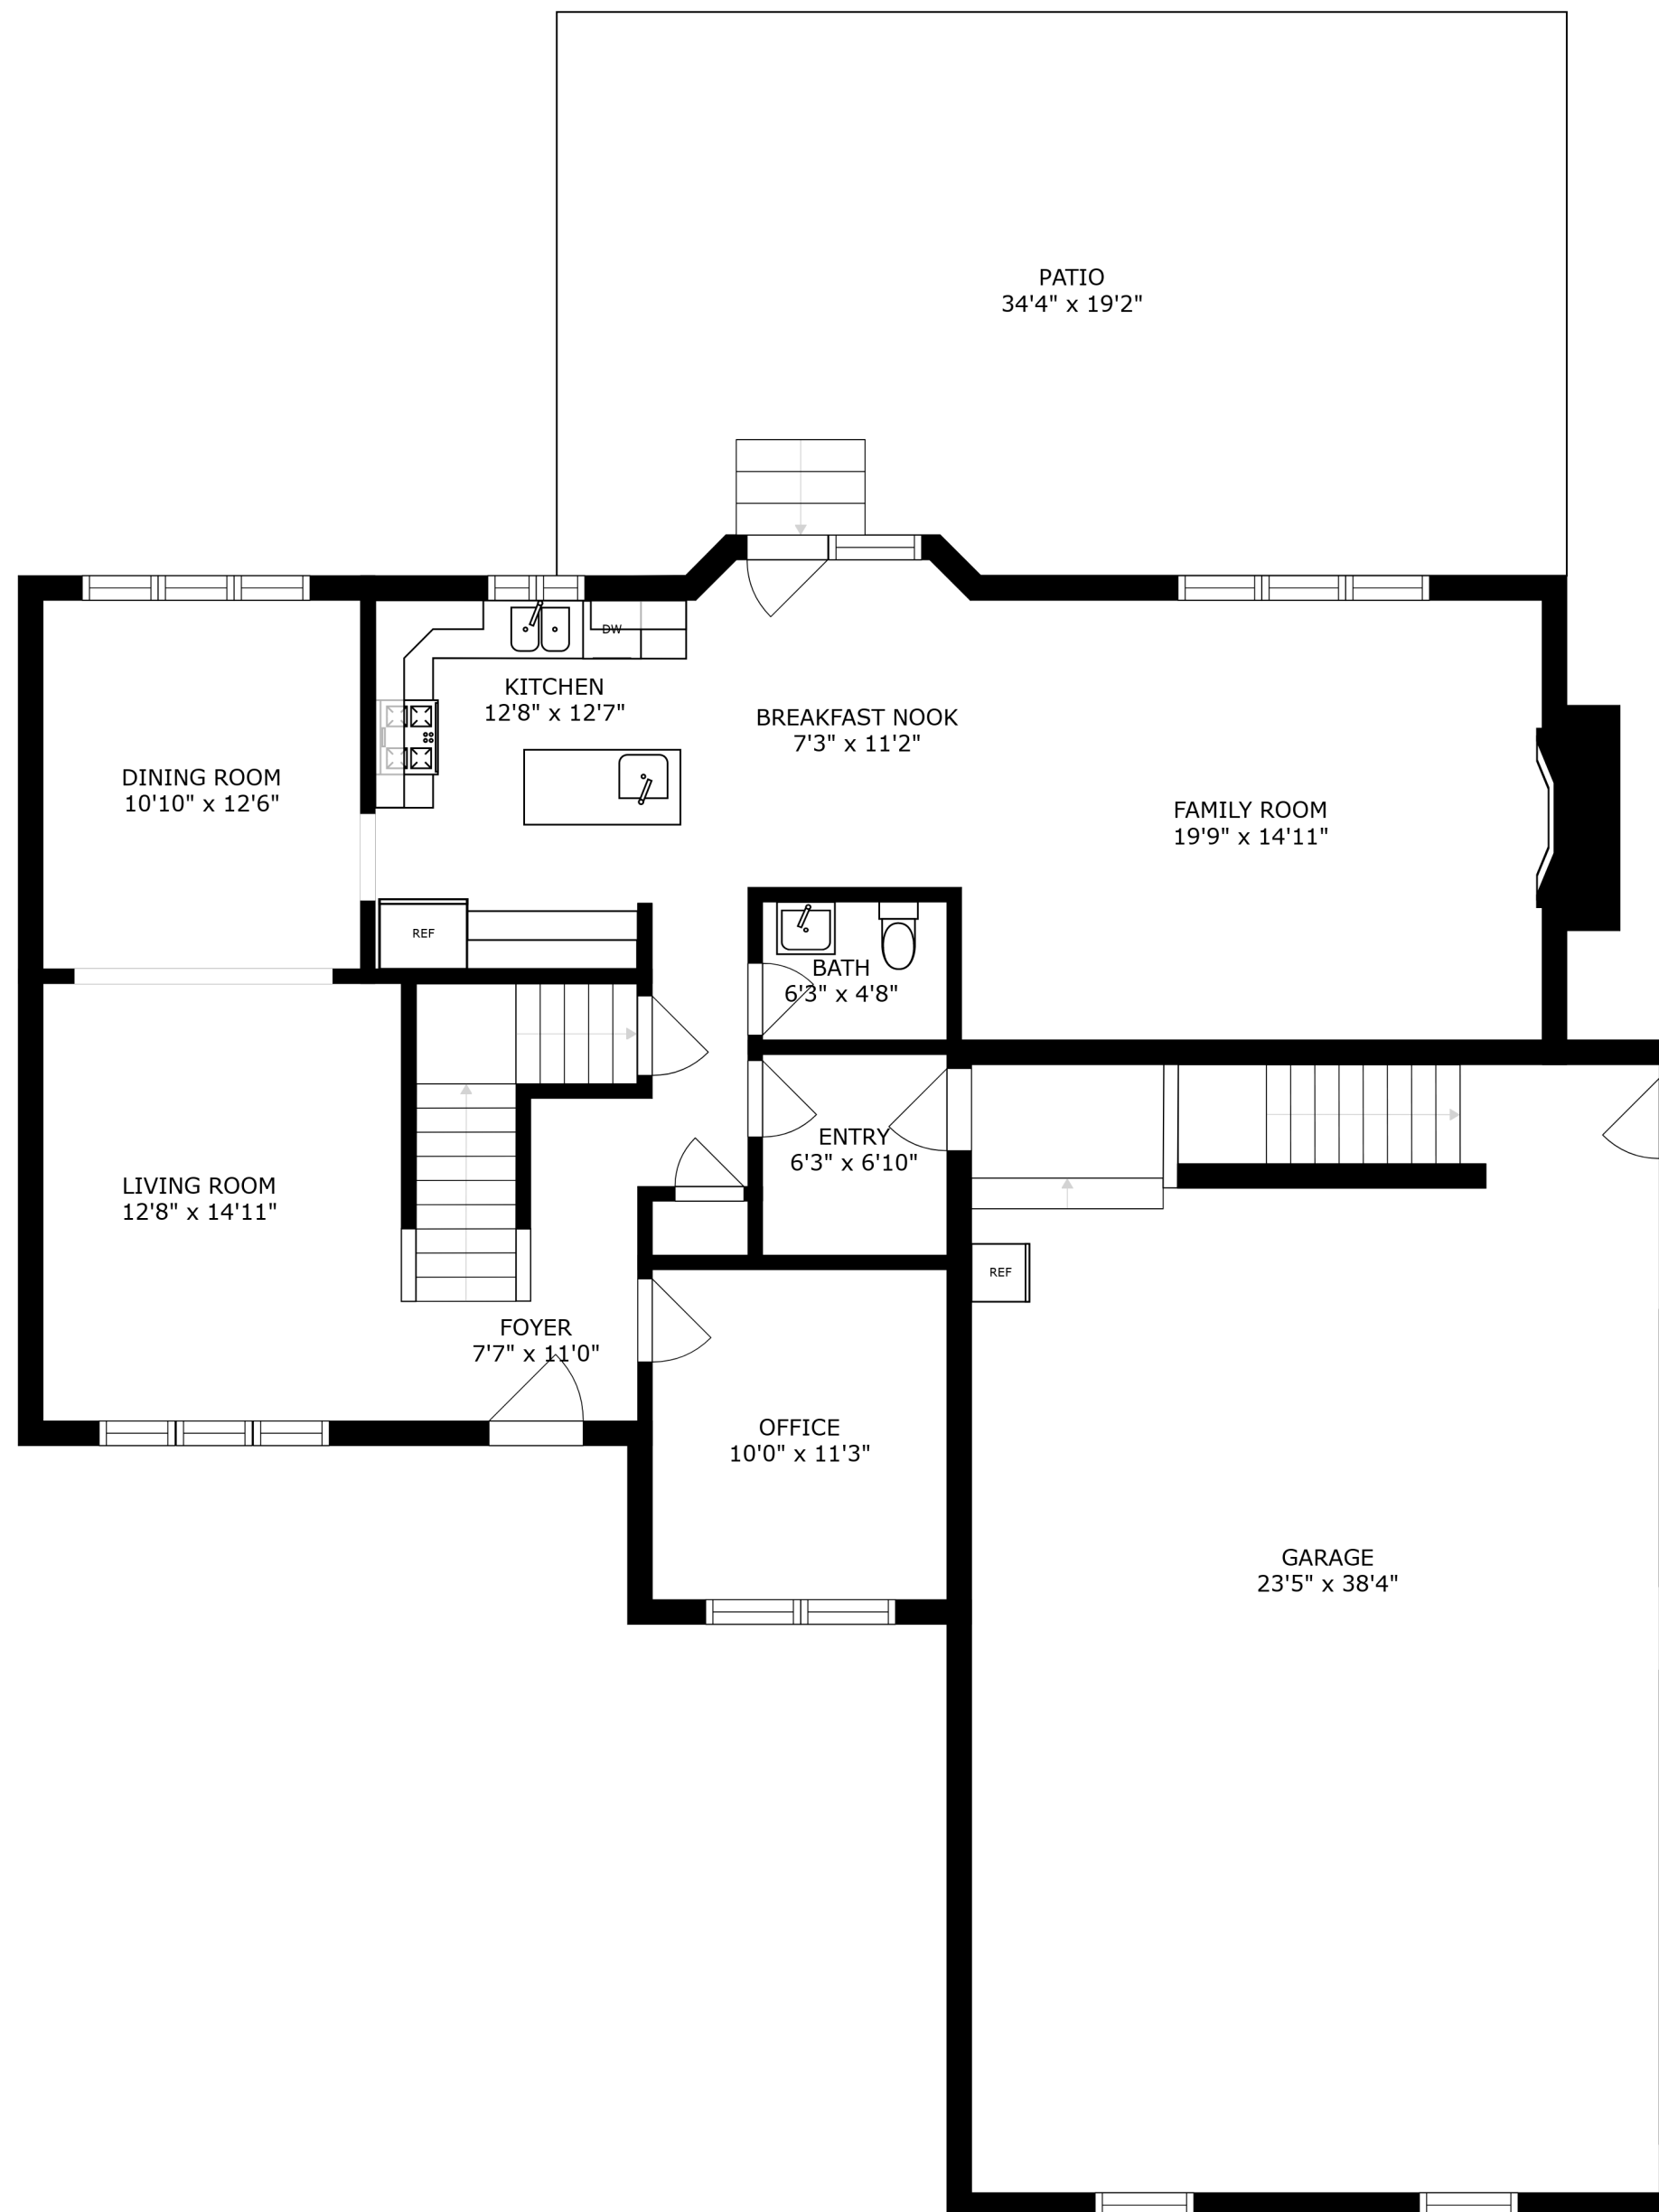 PATIO
34'4" x 19'2"
DW
KITCHEN
12'8" x 12'7"
BREAKFAST NOOK
7'3" x 11'2"
DINING ROOM
10'10" x 12'6"
FAMILY ROOM
19'9" x 14'11"
REF
BATH
6'3" x 4'8"
ENTRY
6'3" x 6'10"
LIVING ROOM
12'8" x 14'11"
REF
FOYER
7'7" x 11'0"
OFFICE
10'0" x 11'3"
GARAGE
23'5" x 38'4"